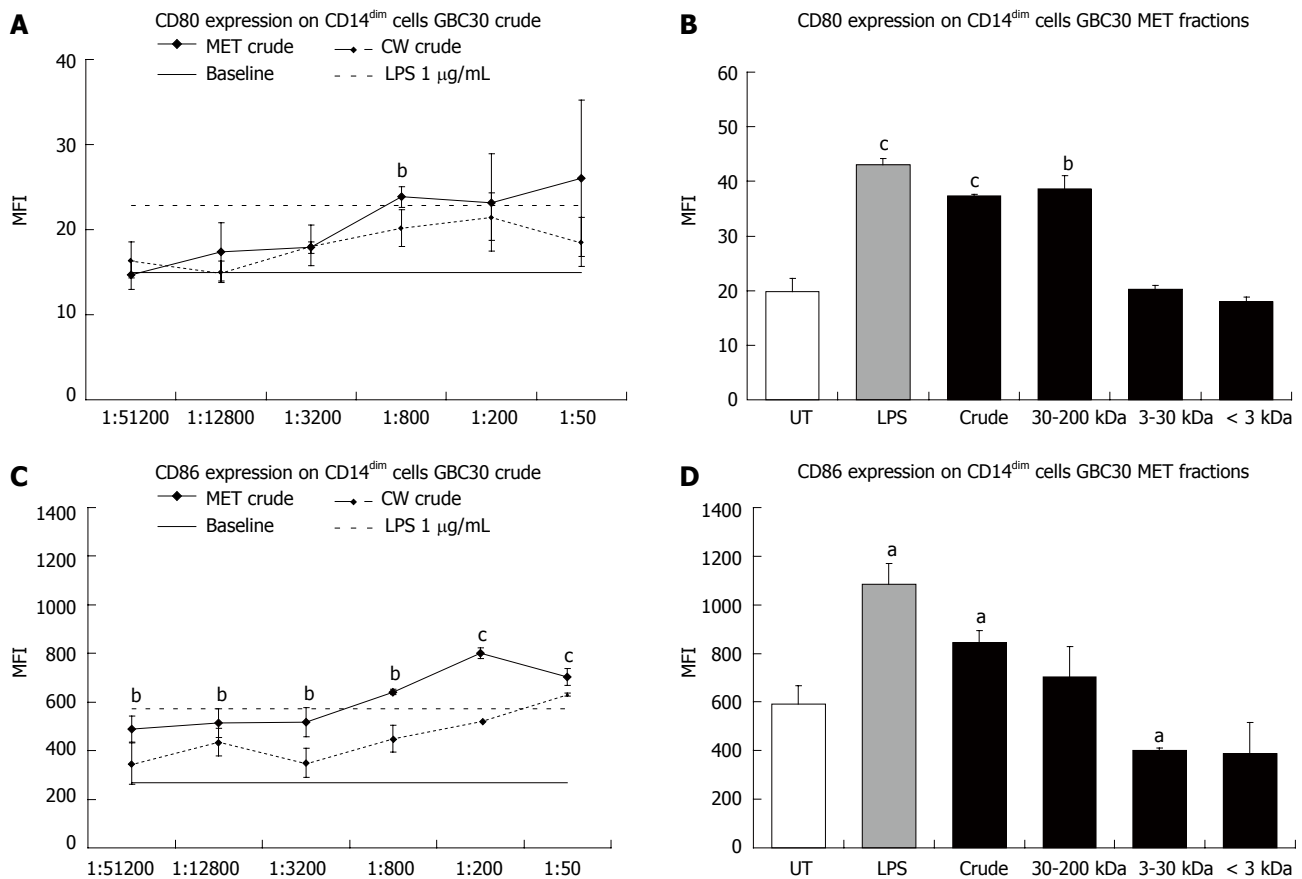 A
CD80 expression on CD14dim cells GBC30 crude
MET crude
CW crude
Baseline
LPS 1 μg/mL
40
30
20
10
0
MFI
b
1:51200
1:12800
1:3200
1:800
1:200
1:50
B
CD80 expression on CD14dim cells GBC30 MET fractions
60
50
40
30
20
10
0
MFI
c
c
b
UT
LPS
Crude
30-200 kDa
3-30 kDa
< 3 kDa
C
CD86 expression on CD14dim cells GBC30 crude
MET crude
CW crude
Baseline
LPS 1 μg/mL
1400
1200
1000
800
600
400
200
0
MFI
b
b
b
b
c
c
1:51200
1:12800
1:3200
1:800
1:200
1:50
D
CD86 expression on CD14dim cells GBC30 MET fractions
1400
1200
1000
800
600
400
200
0
MFI
a
a
a
UT
LPS
Crude
30-200 kDa
3-30 kDa
< 3 kDa